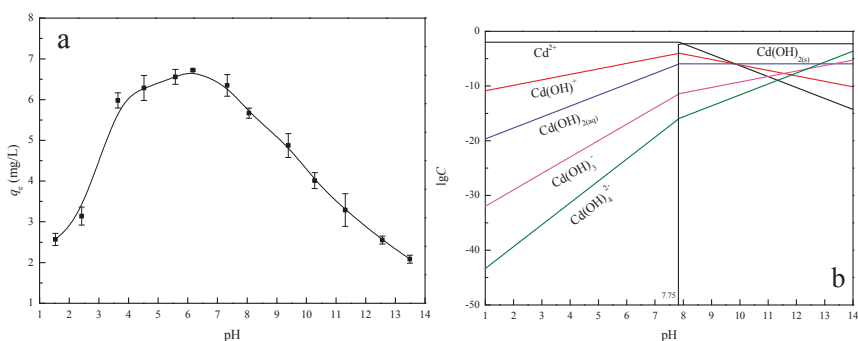 a
8
7
6
5
4
3
2
1
qe (mg/L)
1 2 3 4 5 6 7 8 9 10 11 12 13 14
pH
0
-10
-20
-30
-40
-50
lgC
Cd2+
Cd(OH)2(s)
Cd(OH)+
Cd(OH)2(aq)
Cd(OH)3-
Cd(OH)42-
7.75
b
1 2 3 4 5 6 7 8 9 10 11 12 13 14
pH